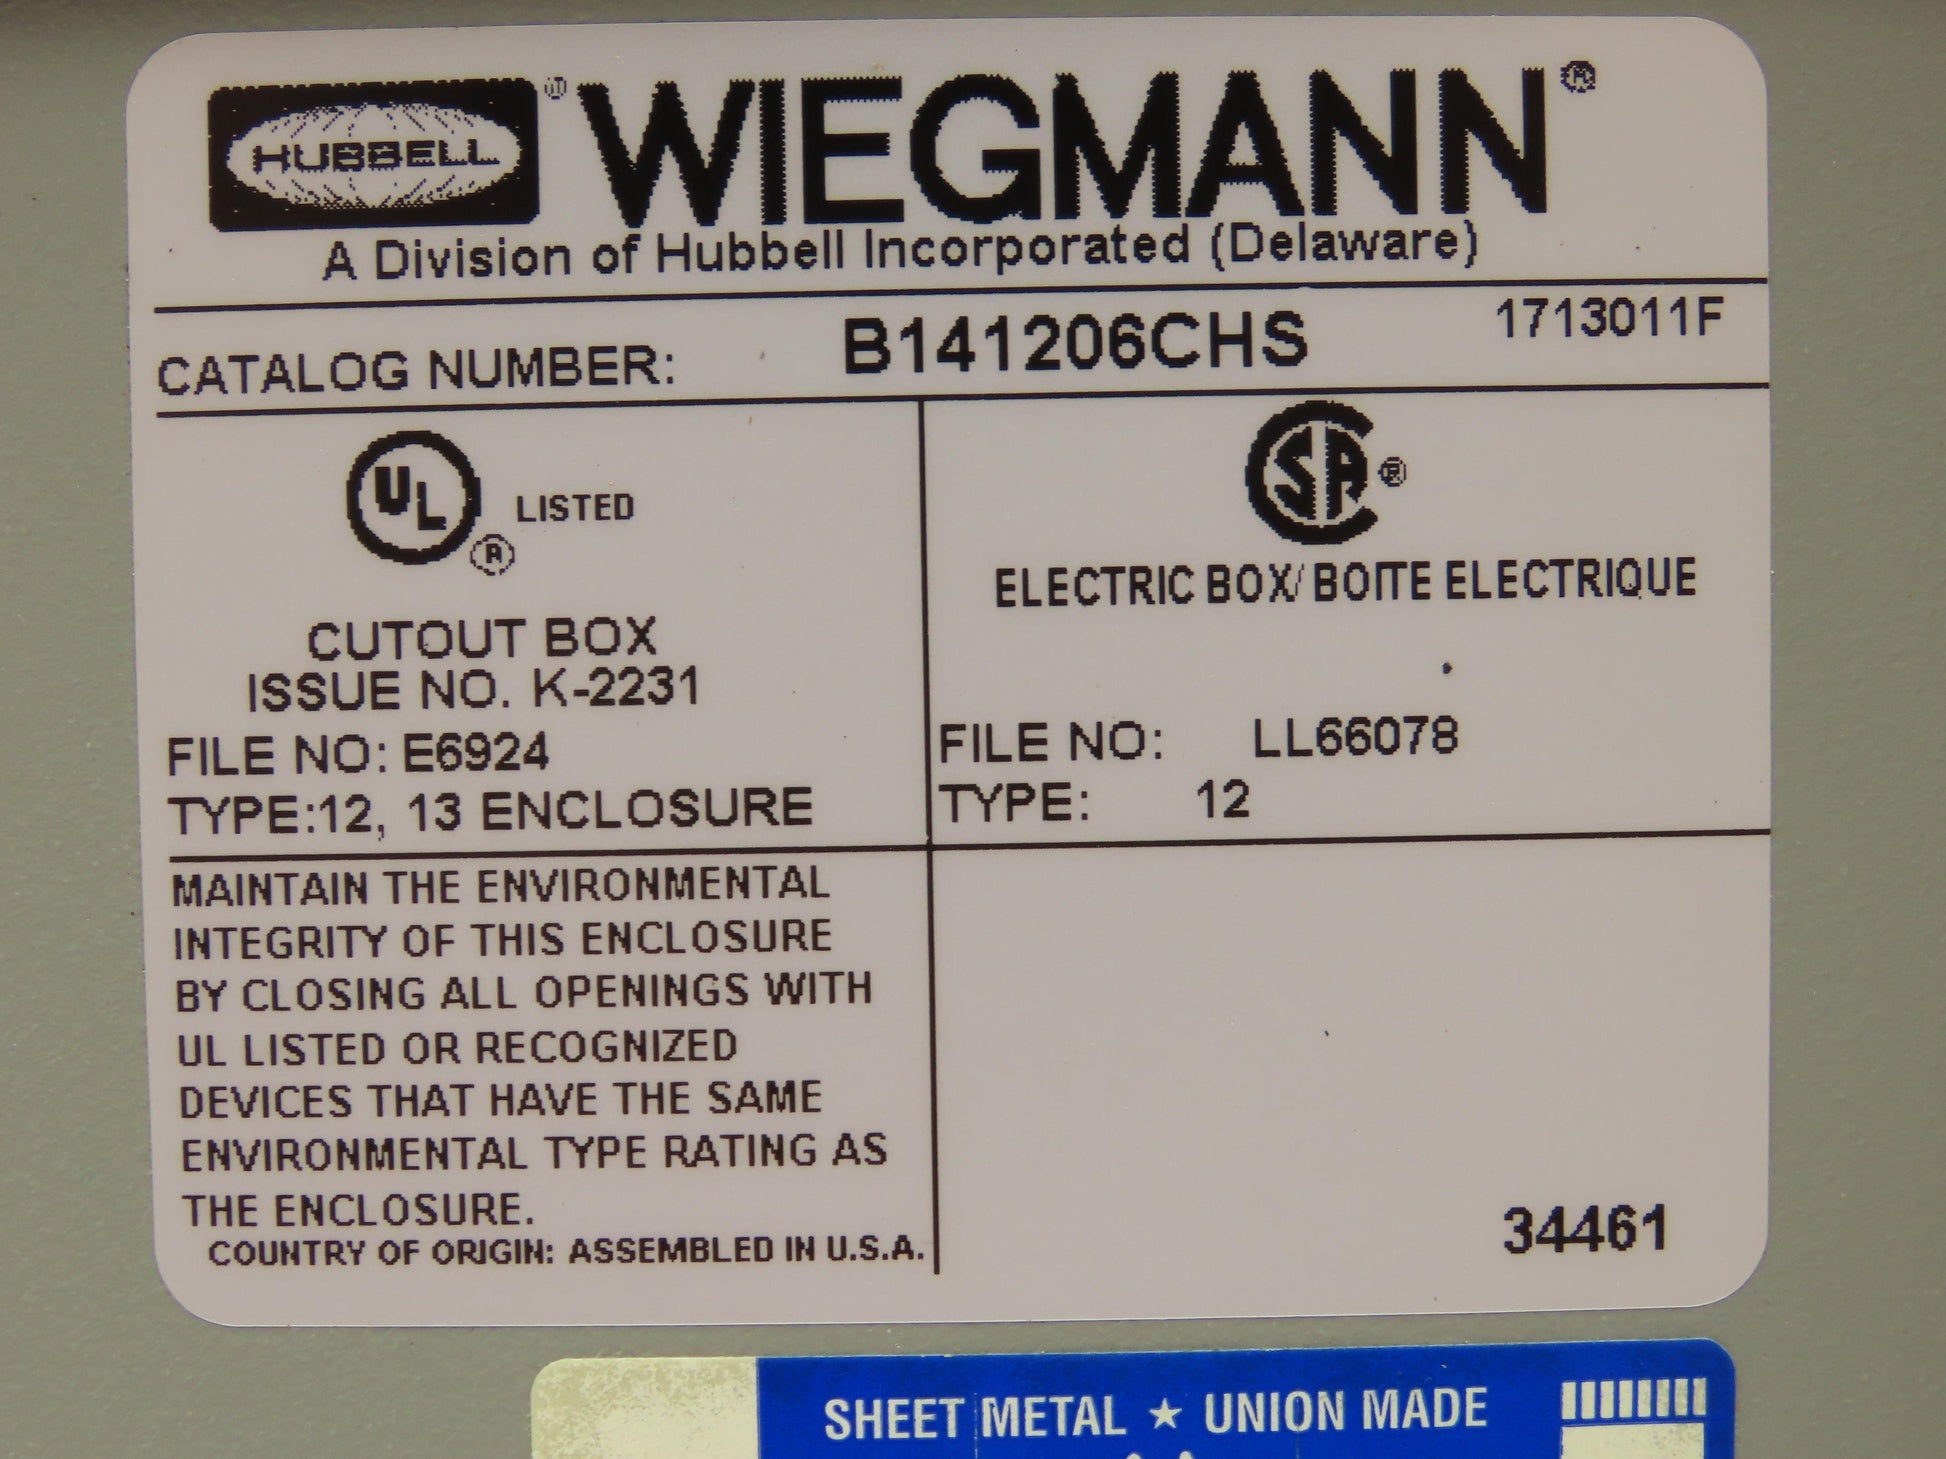 HUBBELL ® WIEGMANN ®
A Division of Hubbell Incorporated (Delaware)
CATALOG NUMBER: B141206CHS 1713011F
UL ® LISTED
CUTOUT BOX
ISSUE NO. K-2231
FILE NO: E6924
TYPE:12, 13 ENCLOSURE
CSA ®
ELECTRIC BOX/ BOITE ELECTRIQUE
FILE NO: LL66078
TYPE: 12
MAINTAIN THE ENVIRONMENTAL
INTEGRITY OF THIS ENCLOSURE
BY CLOSING ALL OPENINGS WITH
UL LISTED OR RECOGNIZED
DEVICES THAT HAVE THE SAME
ENVIRONMENTAL TYPE RATING AS
THE ENCLOSURE.
COUNTRY OF ORIGIN: ASSEMBLED IN U.S.A.
34461
SHEET METAL ★ UNION MADE